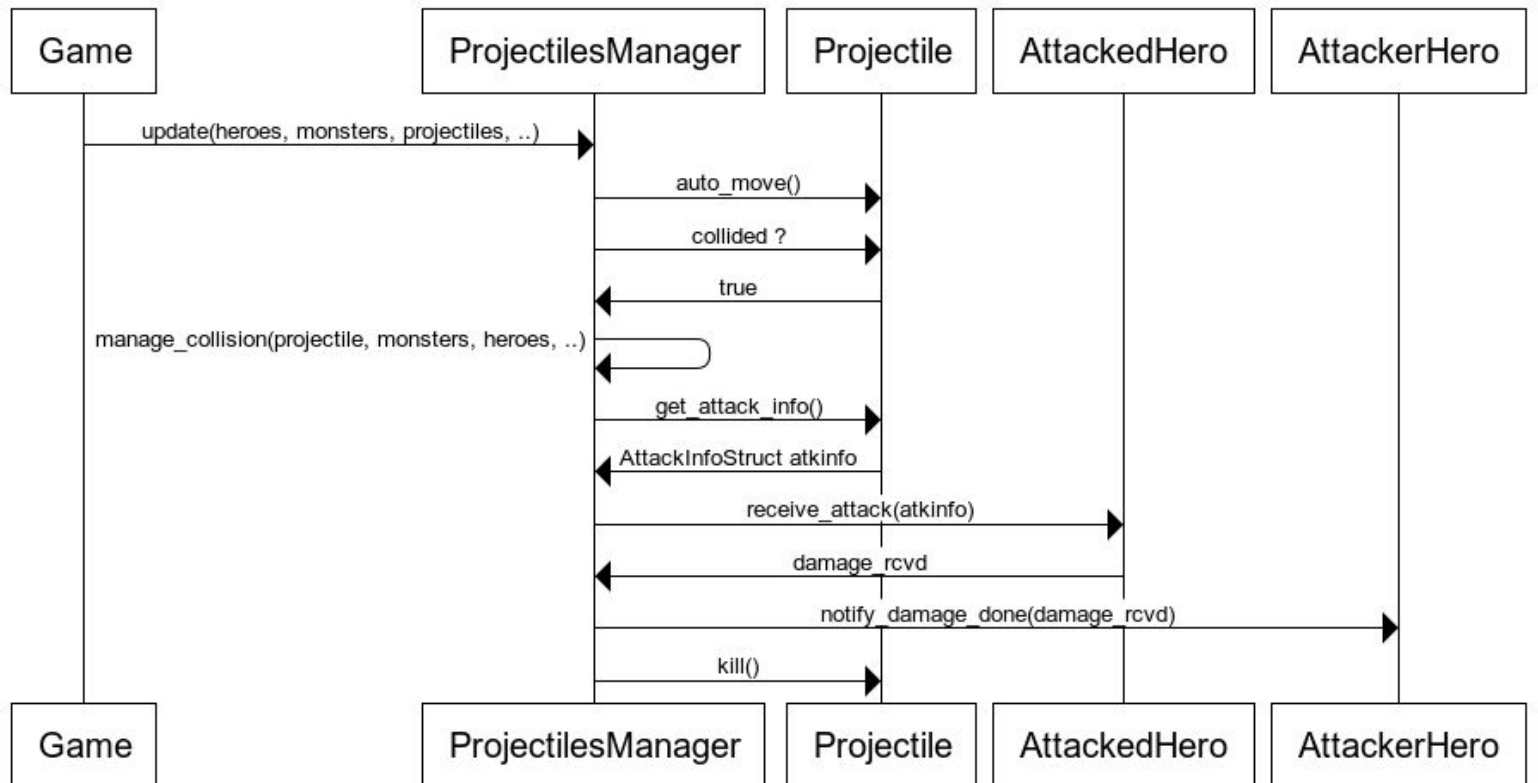 Game
ProjectilesManager
Projectile
AttackedHero
AttackerHero
update(heroes, monsters, projectiles, ..)
auto_move()
collided ?
true
manage_collision(projectile, monsters, heroes, ..)
get_attack_info()
AttackInfoStruct atkinfo
receive_attack(atkinfo)
damage_rcvd
notify_damage_done(damage_rcvd)
kill()
Game
ProjectilesManager
Projectile
AttackedHero
AttackerHero